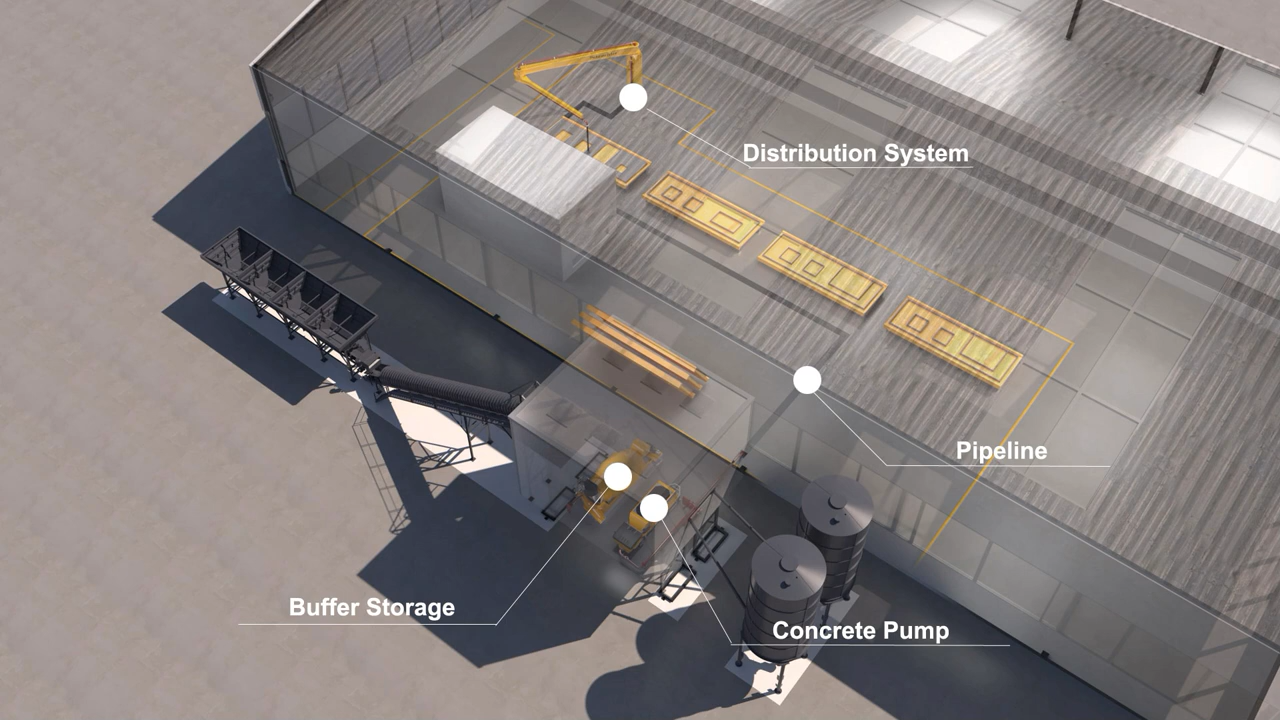 Distribution System
Pipeline
Buffer Storage
Concrete Pump